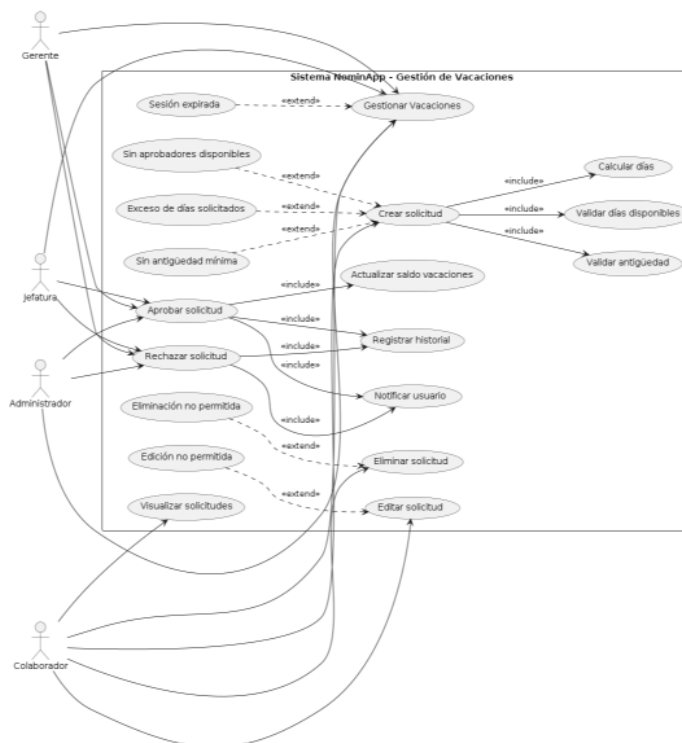 Gerente
Sistema NominApp - Gestión de Vacaciones
Sesión expirada
«extend»
Gestionar Vacaciones
Sin aprobadores disponibles
«extend»
Calcular días
«include»
Exceso de días solicitados
«extend»
Crear solicitud
«include»
Validar días disponibles
«extend»
«include»
Sin antigüedad mínima
Validar antigüedad
Jefatura
«include»
Actualizar saldo vacaciones
Aprobar solicitud
«include»
Registrar historial
«include»
Rechazar solicitud
«include»
Administrador
Notificar usuario
Eliminación no permitida
«include»
«extend»
Eliminar solicitud
Edición no permitida
«extend»
Visualizar solicitudes
Editar solicitud
Colaborador